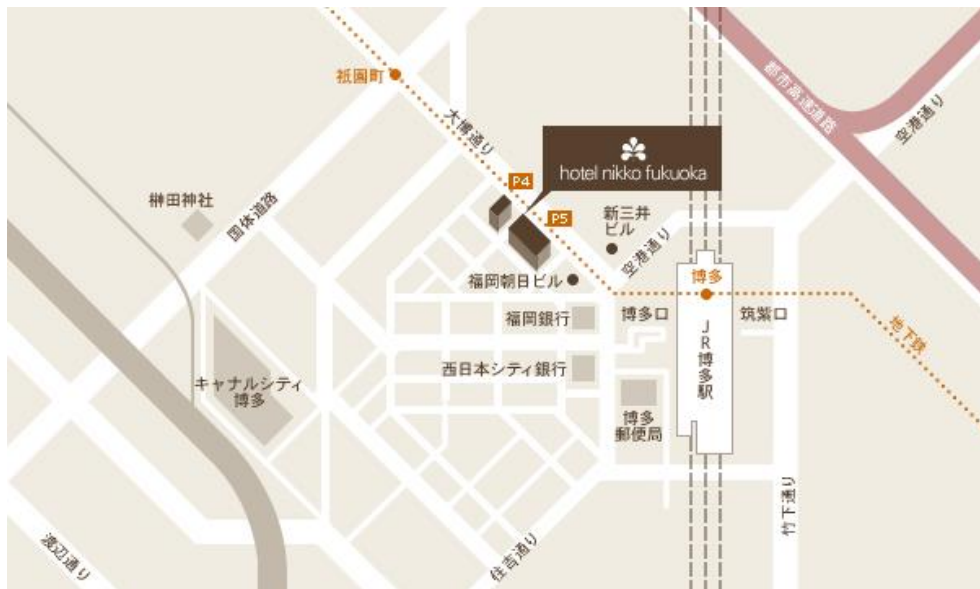 祇園町
大博通り
都市高速道路
空港通り
hotel nikko fukuoka
P4
P5
榊田神社
国体道路
新三井
ビル
空港通り
福岡朝日ビル
博多
福岡銀行
博多口
筑紫口
地下鉄
JR博多駅
西日本シティ銀行
キャナルシティ
博多
博多
郵便局
竹下通り
住吉通り
渡辺通り